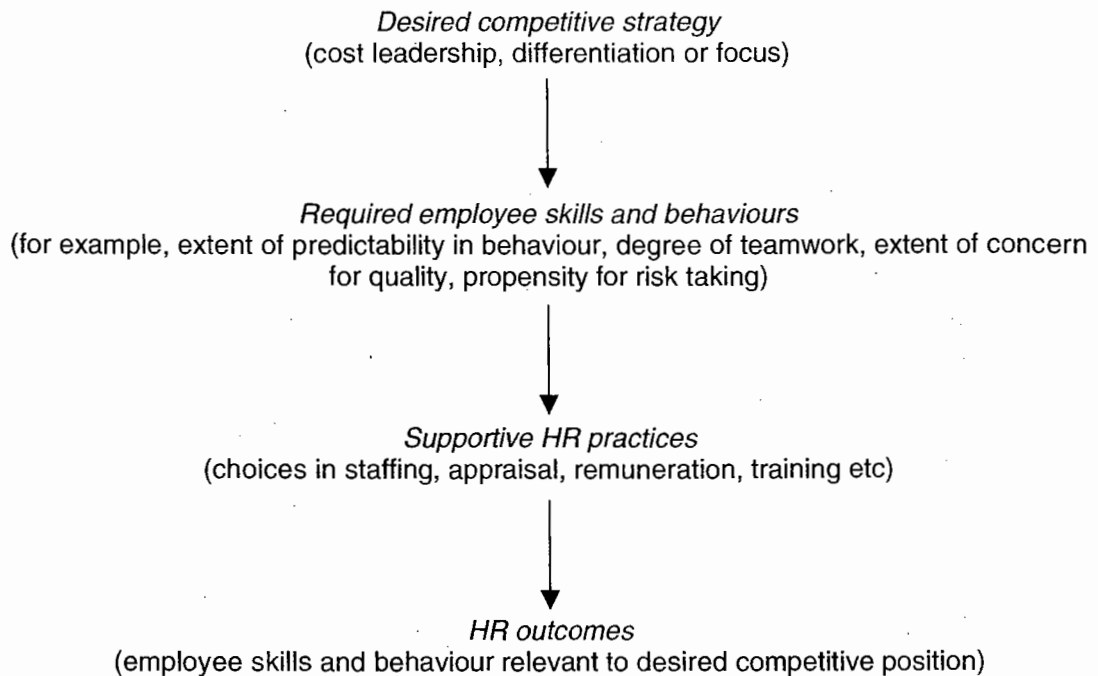 Desired competitive strategy
(cost leadership, differentiation or focus)
Required employee skills and behaviours
(for example, extent of predictability in behaviour, degree of teamwork, extent of concern
for quality, propensity for risk taking)
Supportive HR practices
(choices in staffing, appraisal, remuneration, training etc)
HR outcomes
(employee skills and behaviour relevant to desired competitive position)